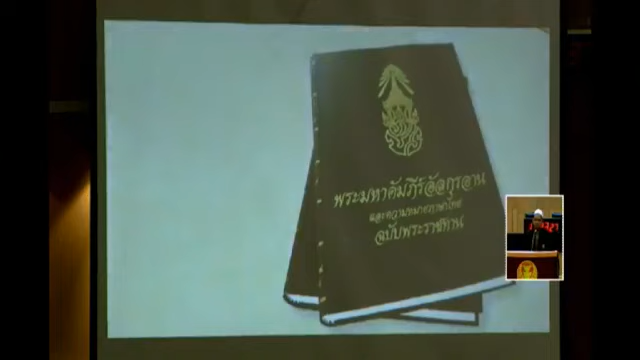 พระมหาคัมภีร์อัลกุรอาน
และความหมายภาษาไทย
ฉบับพระราชทาน